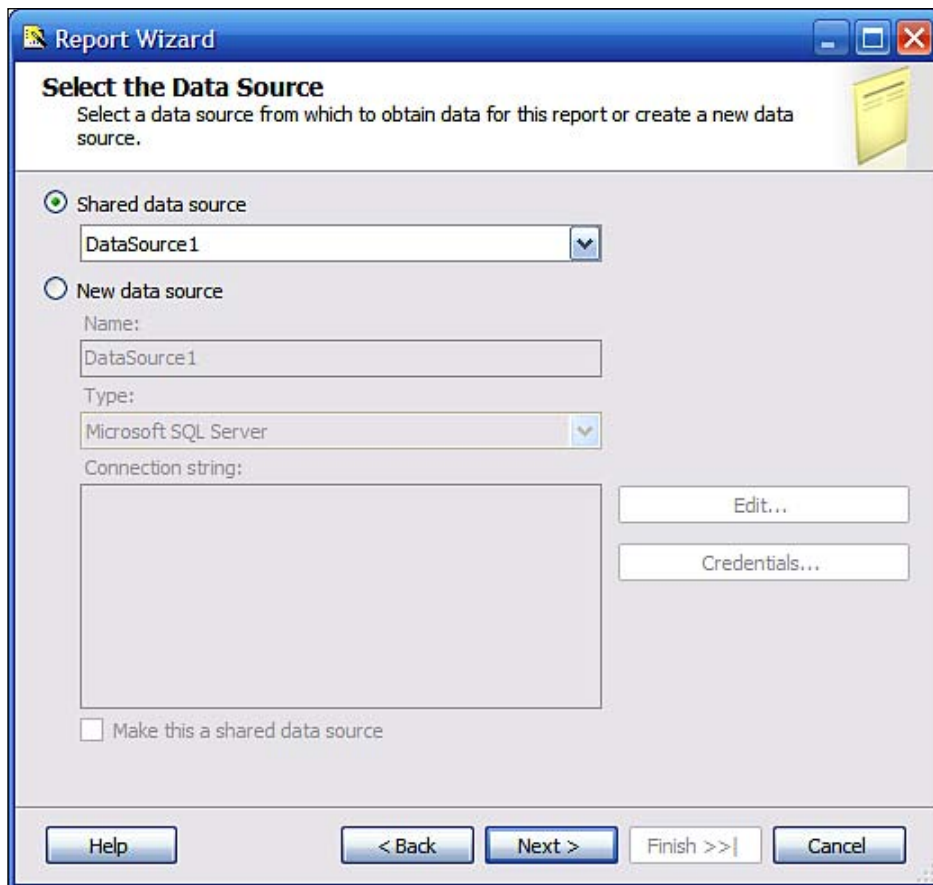 Report Wizard
Select the Data Source
Select a data source from which to obtain data for this report or create a new data
source.
Shared data source
DataSource1
New data source
Name:
DataSource1
Type:
Microsoft SQL Server
Connection string:
Edit...
Credentials...
Make this a shared data source
Help
< Back
Next >
Finish >>|
Cancel